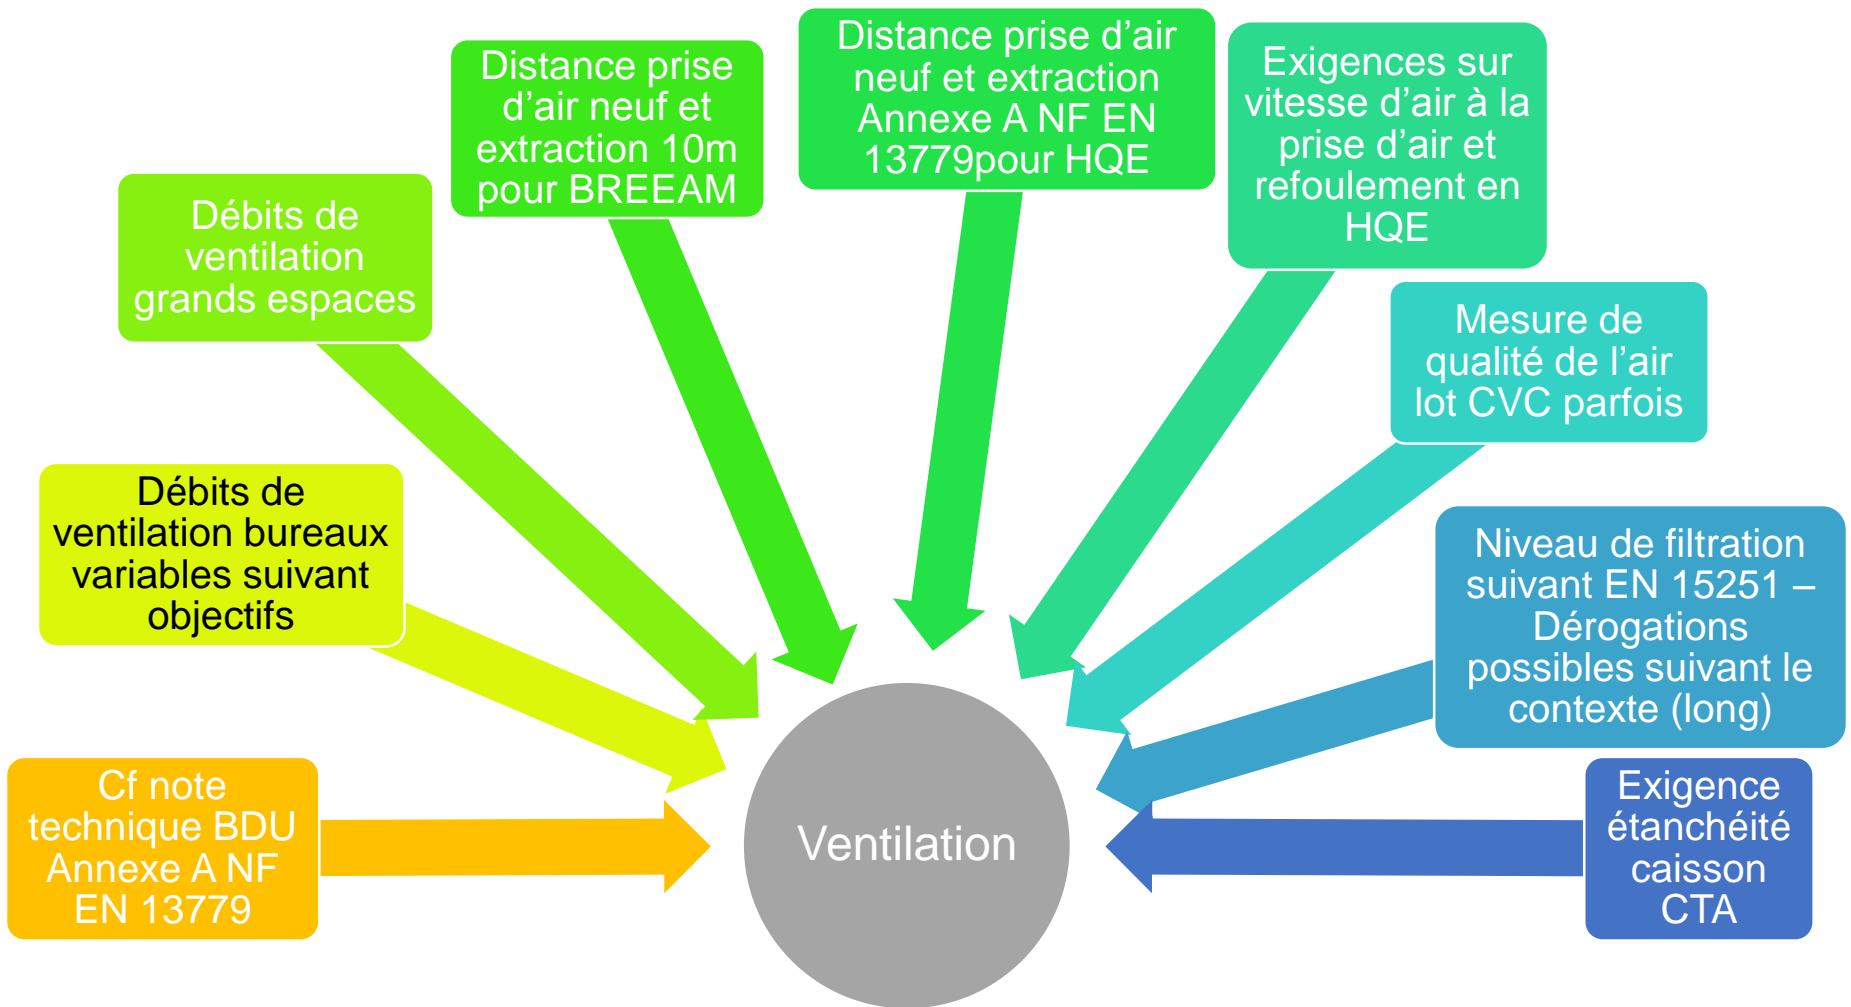 Cf note
technique BDU
Annexe A NF
EN 13779
Débits de
ventilation bureaux
variables suivant
objectifs
Débits de
ventilation
grands espaces
Distance prise
d’air neuf et
extraction 10m
pour BREEAM
Distance prise d’air
neuf et extraction
Annexe A NF EN
13779pour HQE
Exigences sur
vitesse d’air à la
prise d’air et
refoulement en
HQE
Mesure de
qualité de l’air
lot CVC parfois
Niveau de filtration
suivant EN 15251 –
Dérogations
possibles suivant le
contexte (long)
Exigence
étanchéité
caisson
CTA
Ventilation